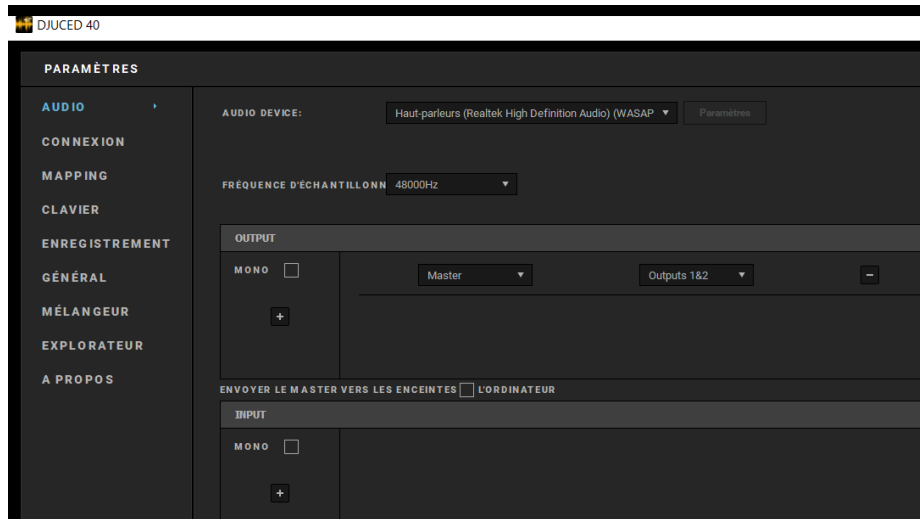 DJUCED 40
PARAMÈTRES
AUDIO
CONNEXION
MAPPING
CLAVIER
ENREGISTREMENT
GÉNÉRAL
MÉLANGEUR
EXPLORATEUR
A PROPOS
AUDIO DEVICE: Haut-parleurs (Realtek High Definition Audio) (WASAP Paramètres
FRÉQUENCE D'ÉCHANTILLONN 48000Hz
OUTPUT
MONO Master Outputs 1&2 −
+
ENVOYER LE MASTER VERS LES ENCEINTES L'ORDINATEUR
INPUT
MONO
+